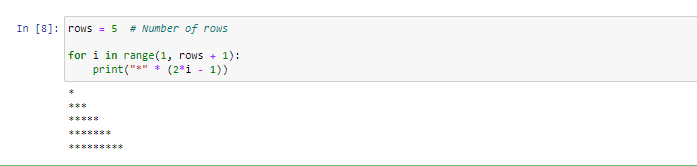 In [8]: rows = 5  # Number of rows
for i in range(1, rows + 1):
    print("*" * (2*i - 1))
*
***
*****
*******
*********